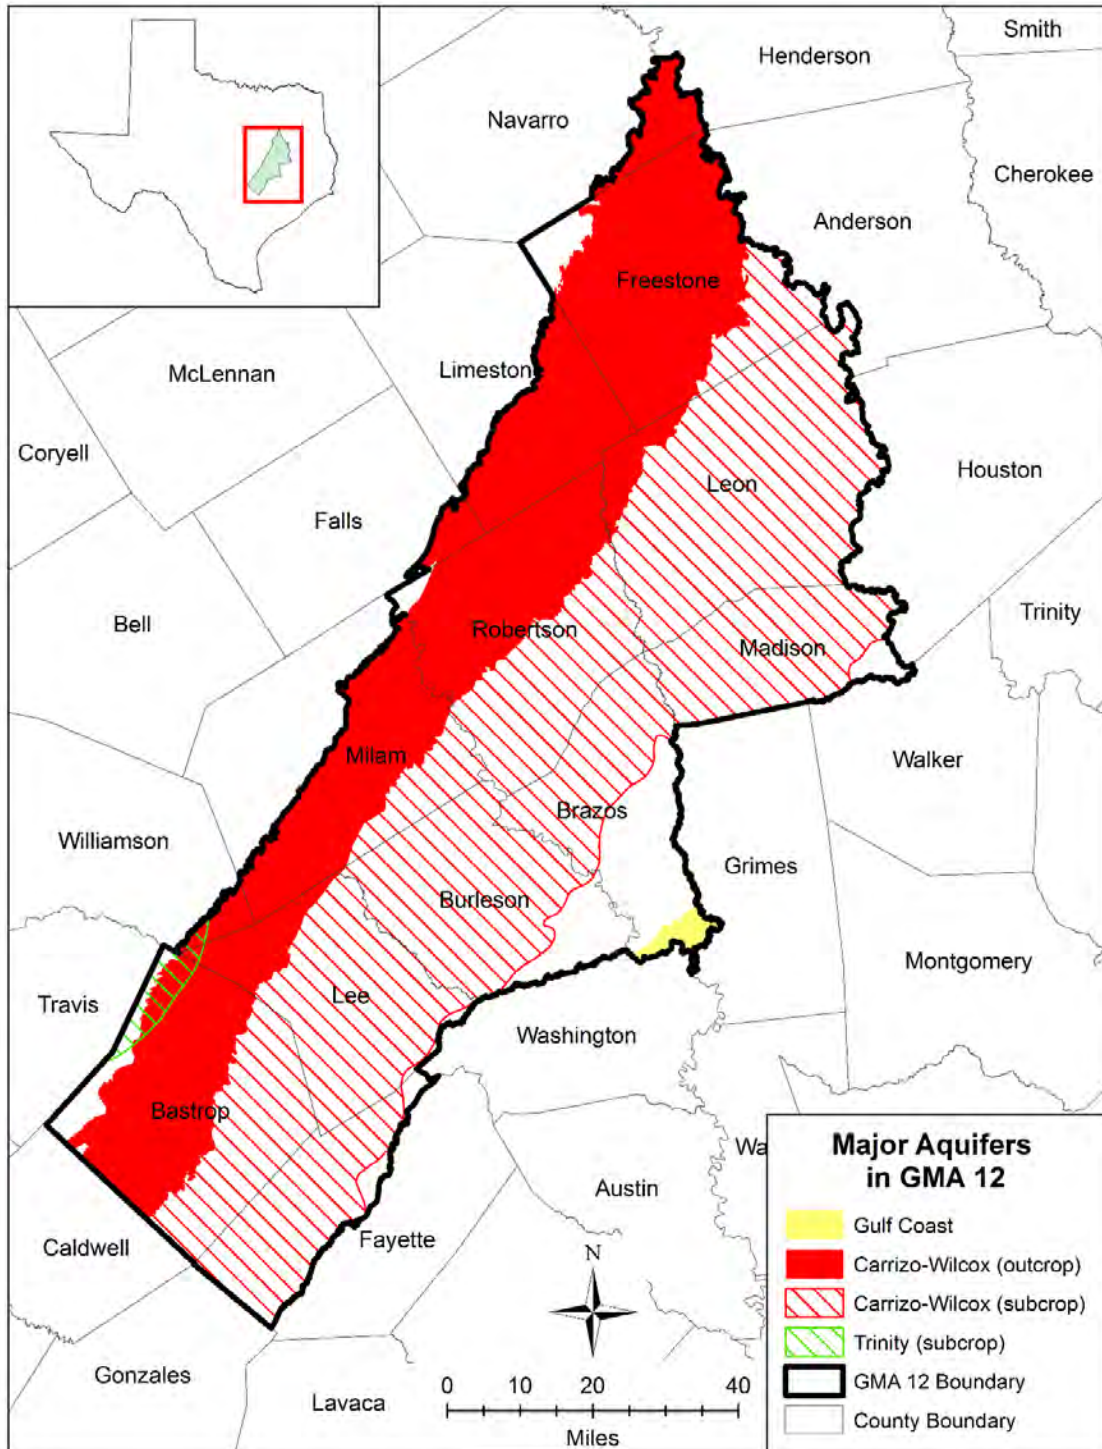 Smith
Henderson
Navarro
Cherokee
Anderson
Freestone
Limeston
McLennan
Coryell
Leon
Houston
Falls
Bell
Trinity
Robertson
Madison
Milam
Walker
Brazos
Williamson
Grimes
Burleson
Montgomery
Travis
Lee
Washington
Bastrop
Wa
Austin
Fayette
Caldwell
Gonzales
Lavaca
N
0 10 20 40
Miles
Major Aquifers
in GMA 12
Gulf Coast
Carrizo-Wilcox (outcrop)
Carrizo-Wilcox (subcrop)
Trinity (subcrop)
GMA 12 Boundary
County Boundary